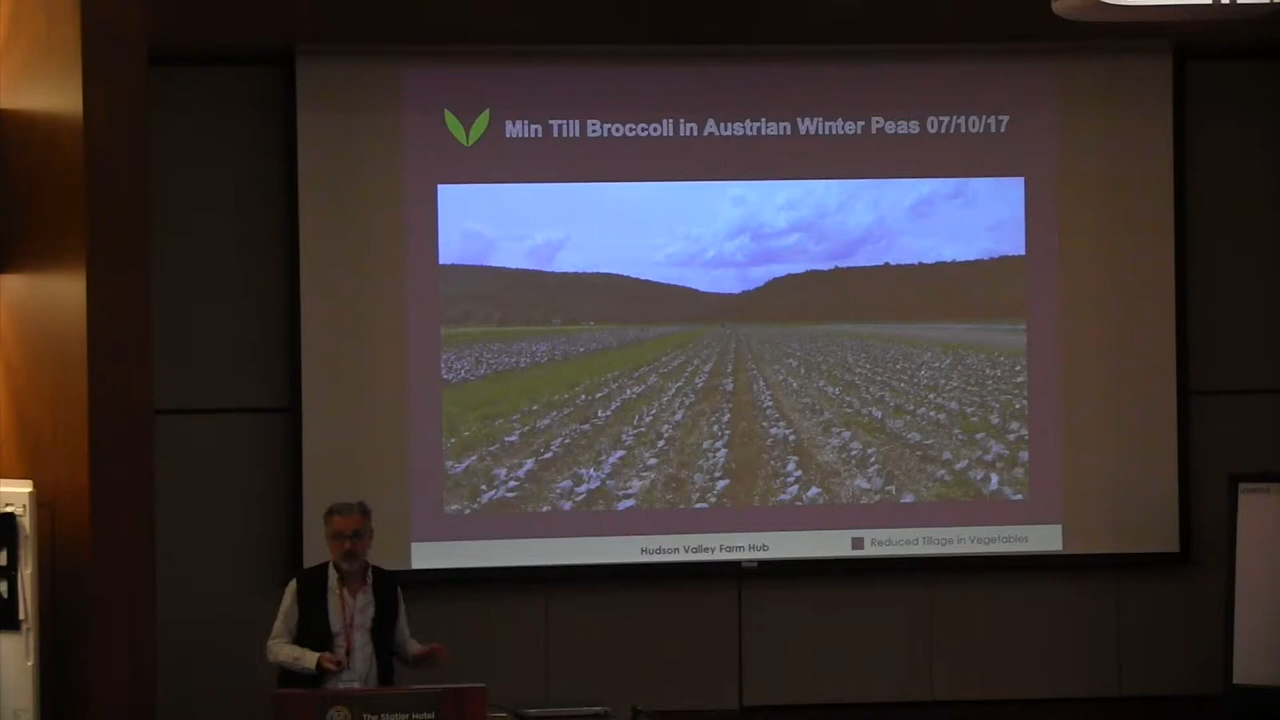 Min Till Broccoli in Austrian Winter Peas 07/10/17
Hudson Valley Farm Hub
Reduced Tillage in Vegetables
The Statler Hotel